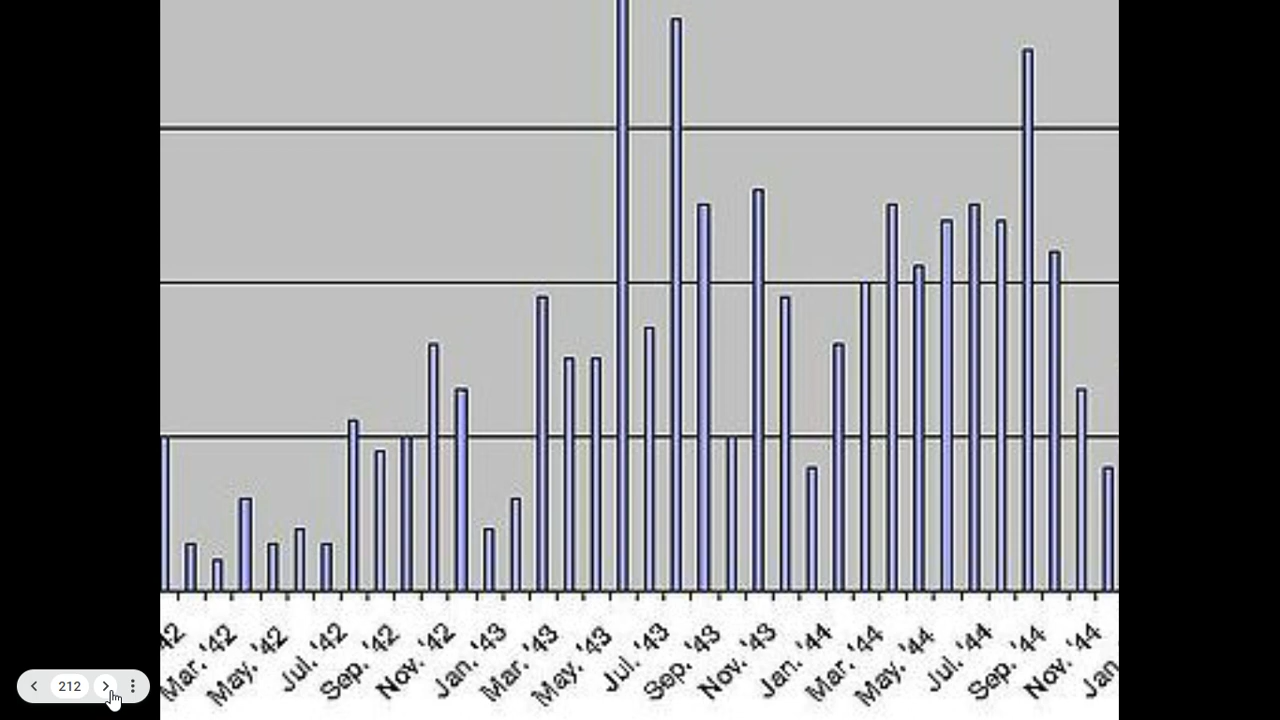 '42
Mar. '42
May. '42
Jul. '42
Sep. '42
Nov. '42
Jan. '43
Mar. '43
May. '43
Jul. '43
Sep. '43
Nov. '43
Jan. '44
Mar. '44
May. '44
Jul. '44
Sep. '44
Nov. '44
Jan
212